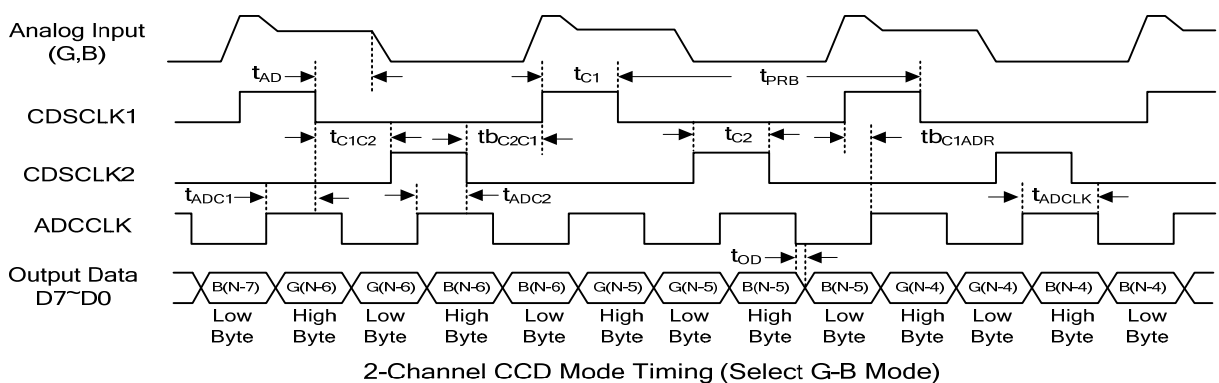 Analog Input
(G,B)
tAD
tC1
tPRB
CDSCLK1
tC1C2
tbC2C1
tC2
tbC1ADR
CDSCLK2
tADC1
tADC2
tADCLK
ADCCLK
tOD
Output Data
D7~D0
B(N-7) G(N-6) G(N-6) B(N-6) B(N-6) G(N-5) G(N-5) B(N-5) B(N-5) G(N-4) G(N-4) B(N-4) B(N-4)
Low High Low High Low High Low High Low High Low High Low
Byte Byte Byte Byte Byte Byte Byte Byte Byte Byte Byte Byte Byte
2-Channel CCD Mode Timing (Select G-B Mode)